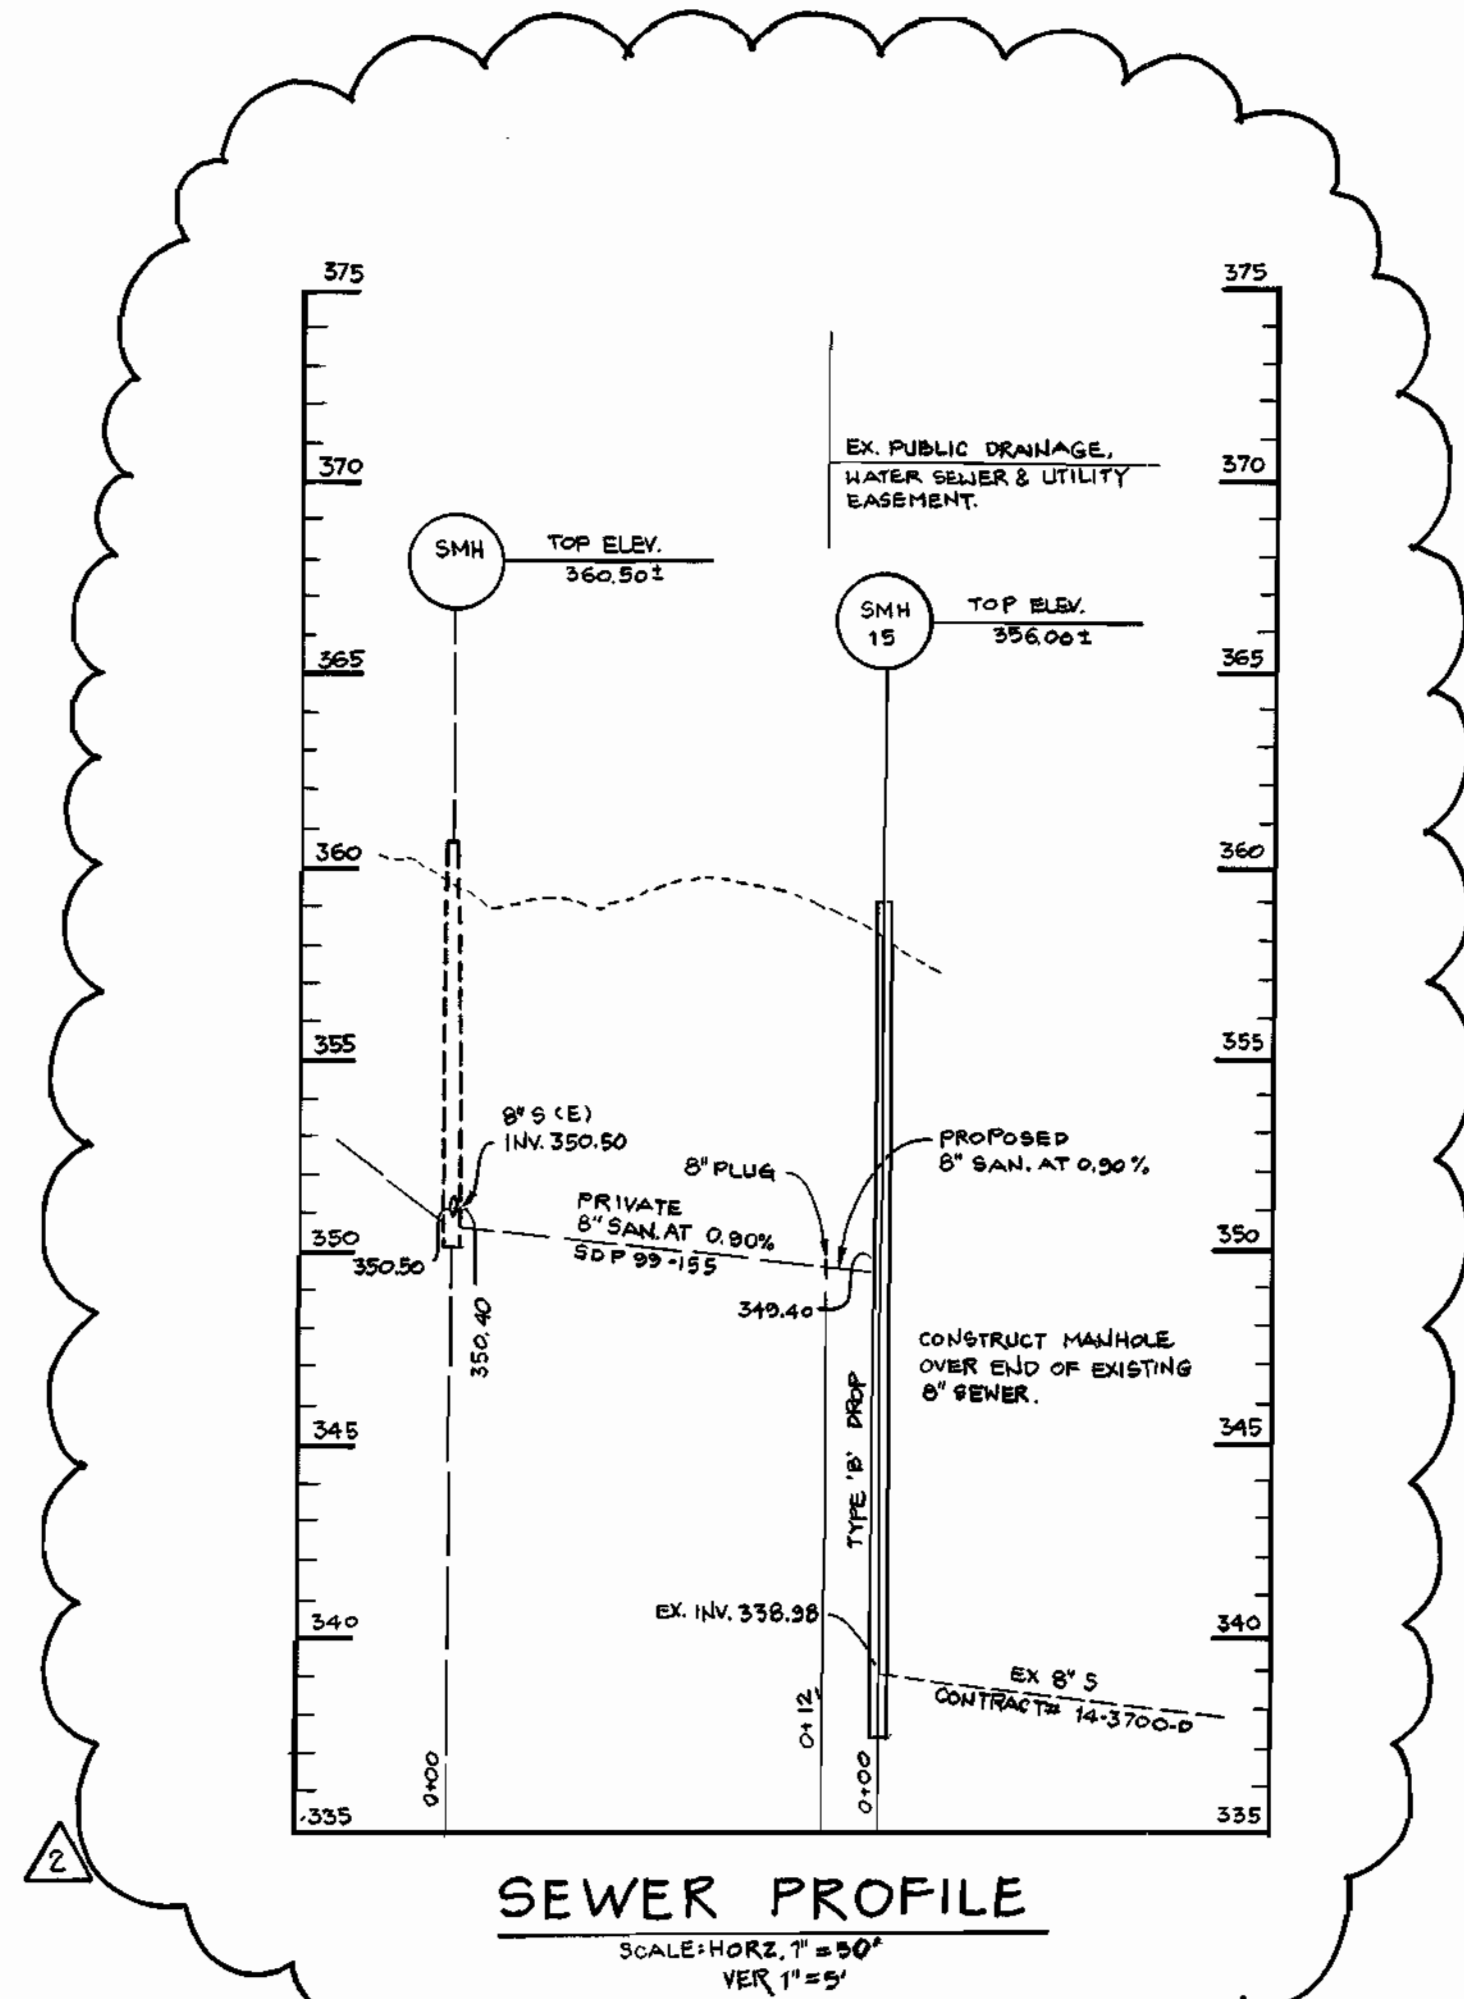 375
375
EX. PUBLIC DRAINAGE,
WATER SEWER & UTILITY
EASEMENT.
370
370
SMH
TOP ELEV.
360.50±
SMH
15
TOP ELEV.
356.00±
365
365
360
360
355
355
8" S (E)
INV. 350.50
PROPOSED
8" SAN. AT 0.90%
8" PLUG
PRIVATE
8" SAN. AT 0.90%
SDP 99-155
350
350
350.50
350.40
349.40
CONSTRUCT MANHOLE
OVER END OF EXISTING
8" SEWER.
TYPE 'B' DROP
345
345
EX. INV. 338.98
340
340
EX 8" S
CONTRACT# 14-3700-D
0+12
0+00
0+00
335
335
2
SEWER PROFILE
SCALE: HORZ. 1" = 50'
VER 1" = 5'